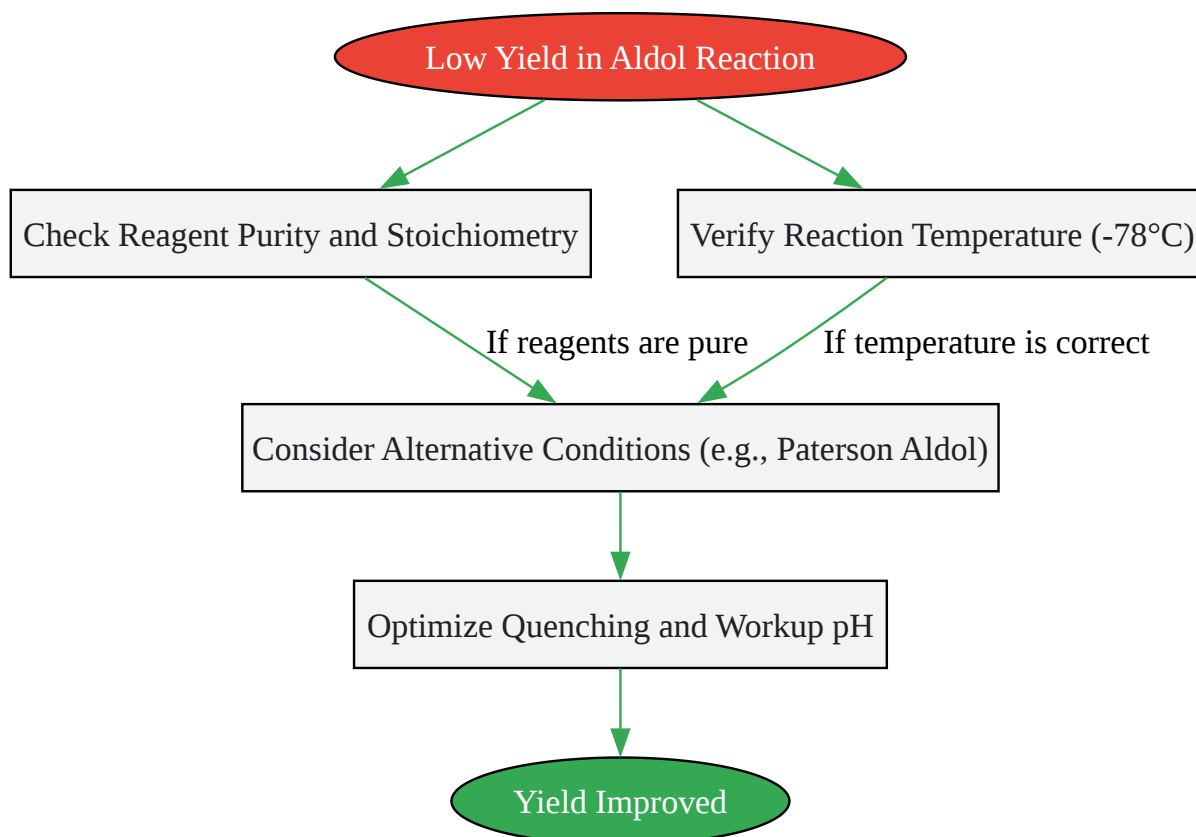 Low Yield in Aldol Reaction
Check Reagent Purity and Stoichiometry
Verify Reaction Temperature (-78°C)
If reagents are pure
If temperature is correct
Consider Alternative Conditions (e.g., Paterson Aldol)
Optimize Quenching and Workup pH
Yield Improved